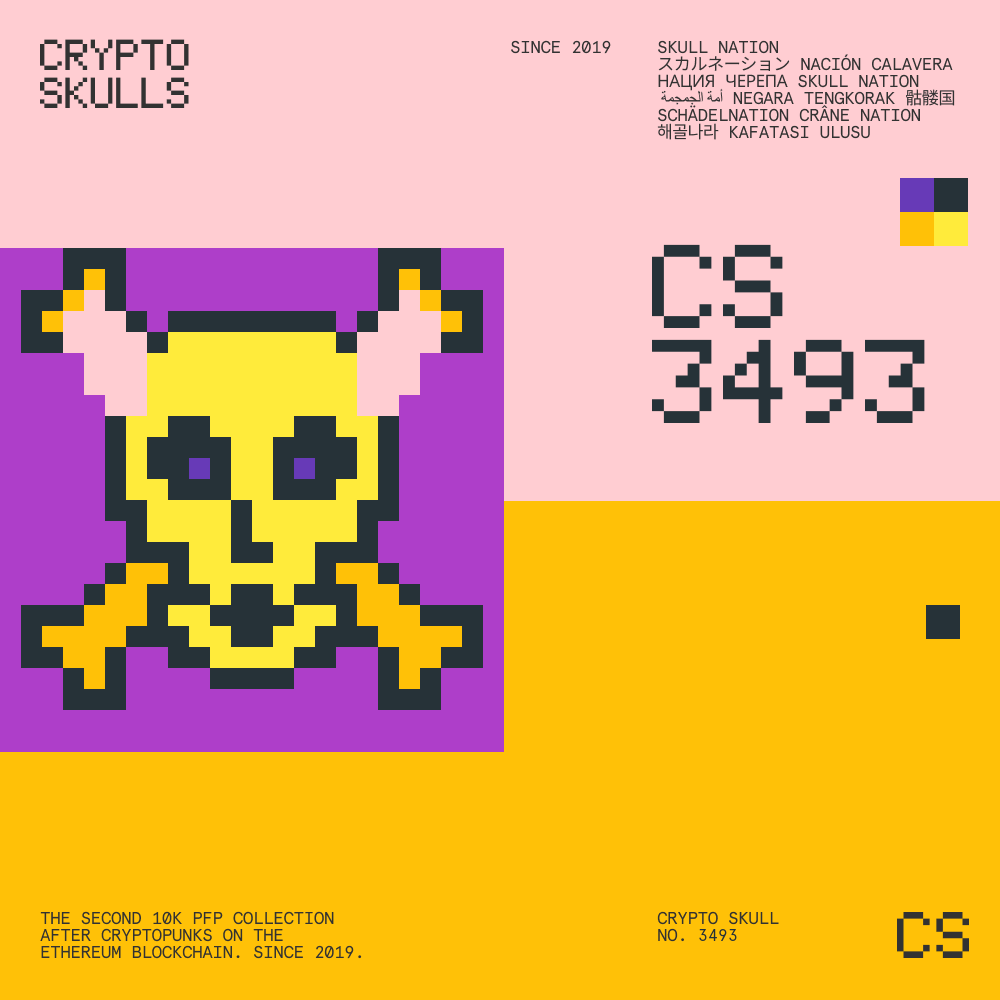 CRYPTO
SKULLS
SINCE 2019
SKULL NATION
スカルネーション NACIÓN CALAVERA
НАЦИЯ ЧЕРЕПА SKULL NATION
أمة الجمجمة NEGARA TENGKORAK 骷髅国
SCHÄDELNATION CRÂNE NATION
해골나라 KAFATASI ULUSU
CS
3493
THE SECOND 10K PFP COLLECTION
AFTER CRYPTOPUNKS ON THE
ETHEREUM BLOCKCHAIN. SINCE 2019.
CRYPTO SKULL
NO. 3493
CS